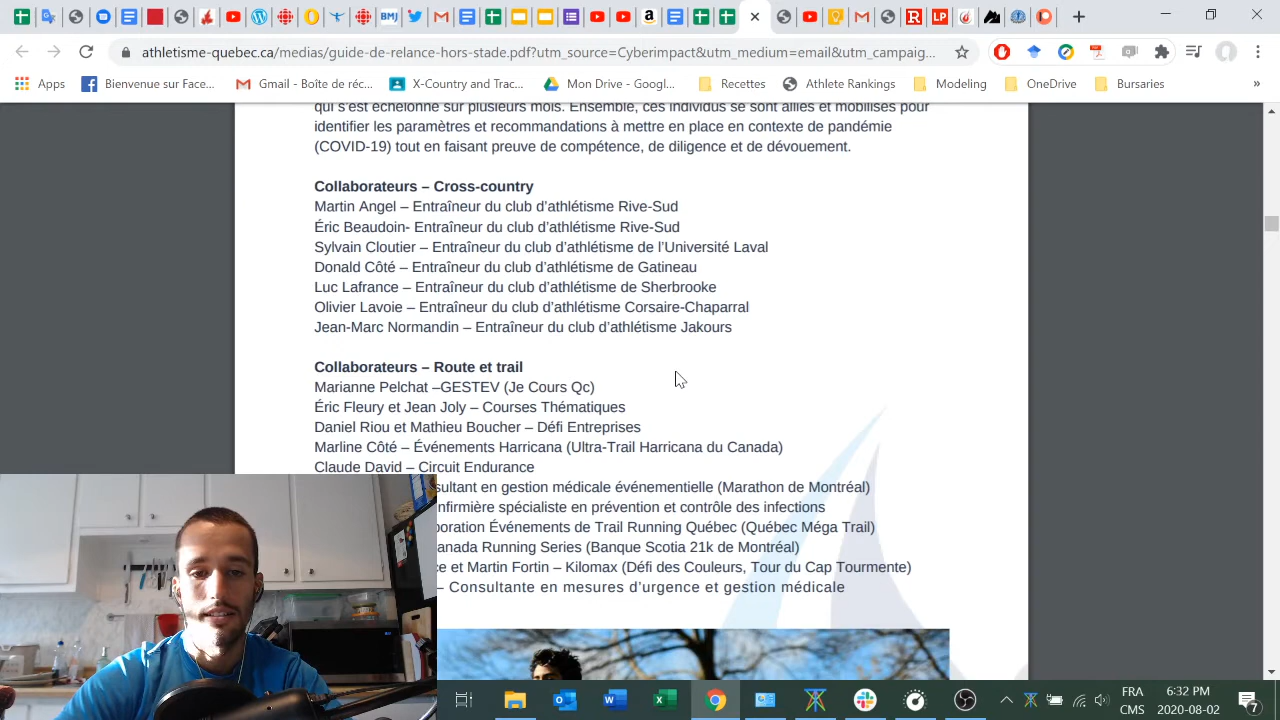 athletisme-quebec.ca/medias/guide-de-relance-hors-stade.pdf?utm_source=Cyberimpact&utm_medium=email&utm_campaig...
Apps
Bienvenue sur Face...
Gmail - Boîte de réc...
X-Country and Trac...
Mon Drive - Googl...
Recettes
Athlete Rankings
Modeling
OneDrive
Bursaries
»
qui s'est échelonné sur plusieurs mois. Ensemble, ces individus se sont alliés et mobilisés pour
identifier les paramètres et recommandations à mettre en place en contexte de pandémie
(COVID-19) tout en faisant preuve de compétence, de diligence et de dévouement.
Collaborateurs – Cross-country
Martin Angel – Entraîneur du club d'athlétisme Rive-Sud
Éric Beaudoin- Entraîneur du club d'athlétisme Rive-Sud
Sylvain Cloutier – Entraîneur du club d'athlétisme de l'Université Laval
Donald Côté – Entraîneur du club d'athlétisme de Gatineau
Luc Lafrance – Entraîneur du club d'athlétisme de Sherbrooke
Olivier Lavoie – Entraîneur du club d'athlétisme Corsaire-Chaparral
Jean-Marc Normandin – Entraîneur du club d'athlétisme Jakours
Collaborateurs – Route et trail
Marianne Pelchat –GESTEV (Je Cours Qc)
Éric Fleury et Jean Joly – Courses Thématiques
Daniel Riou et Mathieu Boucher – Défi Entreprises
Marline Côté – Événements Harricana (Ultra-Trail Harricana du Canada)
Claude David – Circuit Endurance
sultant en gestion médicale événementielle (Marathon de Montréal)
nfirmière spécialiste en prévention et contrôle des infections
boration Événements de Trail Running Québec (Québec Méga Trail)
anada Running Series (Banque Scotia 21k de Montréal)
ce et Martin Fortin – Kilomax (Défi des Couleurs, Tour du Cap Tourmente)
– Consultante en mesures d'urgence et gestion médicale
FRA
CMS
6:32 PM
2020-08-02
7